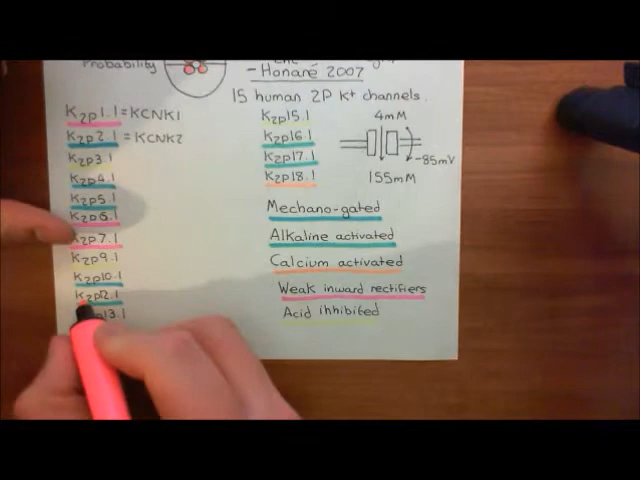 Probability
- Honaré 2007
15 human 2P K+ channels.
K2p1.1 = KCNK1
K2p2.1 = KCNK2
K2p3.1
K2p4.1
K2p5.1
K2p6.1
K2p7.1
K2p9.1
K2p10.1
K2p12.1
p13.1
K2p15.1
K2p16.1
K2p17.1
K2p18.1
4mM
-85mV
155mM
Mechano-gated
Alkaline activated
Calcium activated
Weak inward rectifiers
Acid inhibited